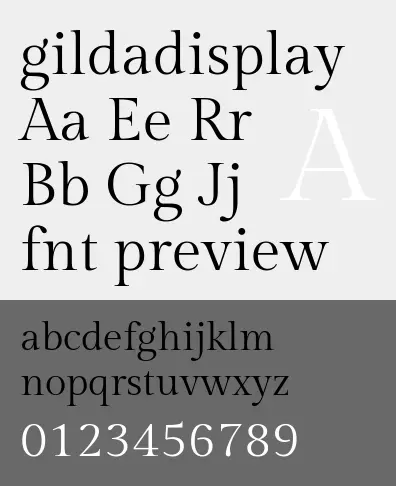 gildadisplay
Aa Ee Rr
A
Bb Gg Jj
fnt preview
abcdefghijklm
nopqrstuvwxyz
0123456789